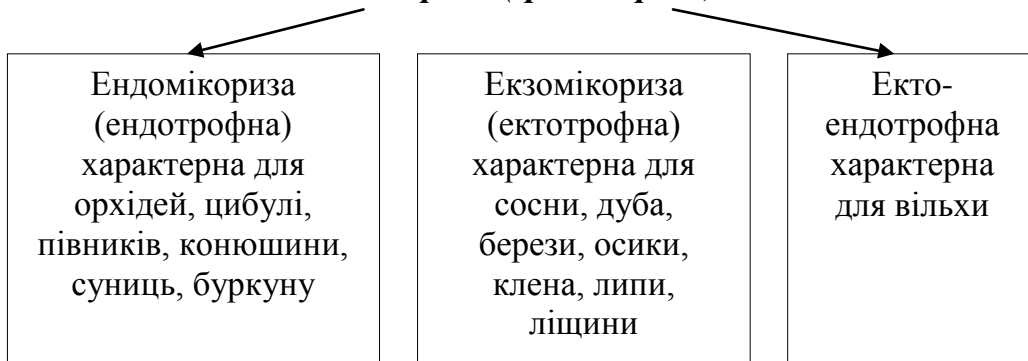 Ендомікориза
(ендотрофна)
характерна для
орхідей, цибулі,
півників, конюшини,
суниць, буркуну
Екзомікориза
(ектотрофна)
характерна для
сосни, дуба,
берези, осики,
клена, липи,
ліщини
Екто-
ендотрофна
характерна
для вільхи